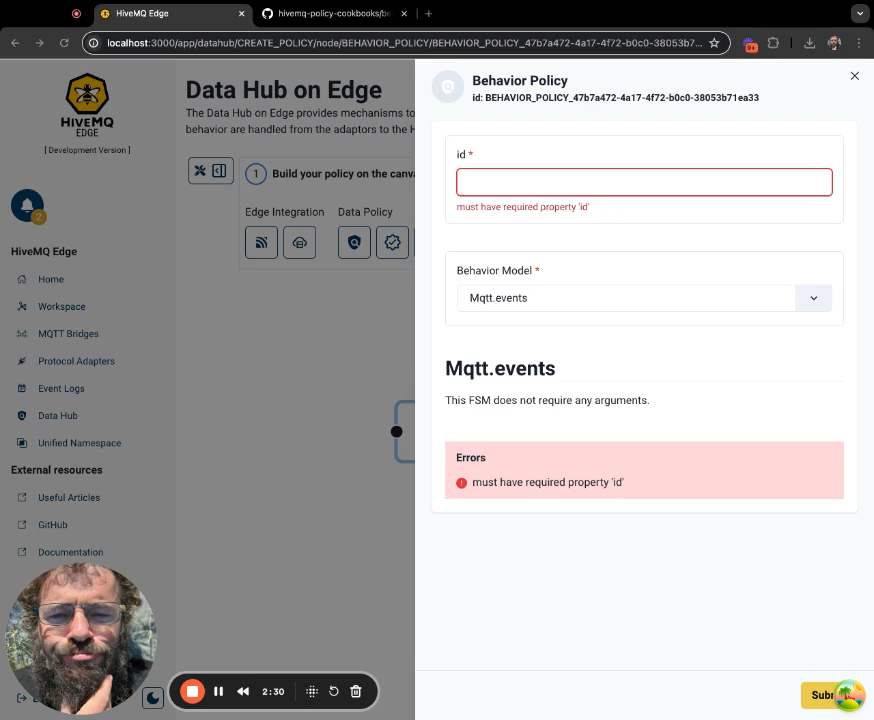 HiveMQ Edge
hivemq-policy-cookbooks/be
localhost:3000/app/datahub/CREATE_POLICY/node/BEHAVIOR_POLICY/BEHAVIOR_POLICY_47b7a472-4a17-4f72-b0c0-38053b7...
9+
HIVEMQ
EDGE
[ Development Version ]
2
HiveMQ Edge
Home
Workspace
MQTT Bridges
Protocol Adapters
Event Logs
Data Hub
Unified Namespace
External resources
Useful Articles
GitHub
Documentation
Data Hub on Edge
The Data Hub on Edge provides mechanisms to
behavior are handled from the adaptors to the H
1 Build your policy on the canva
Edge Integration Data Policy
Behavior Policy
id: BEHAVIOR_POLICY_47b7a472-4a17-4f72-b0c0-38053b71ea33
id *
must have required property 'id'
Behavior Model *
Mqtt.events
Mqtt.events
This FSM does not require any arguments.
Errors
must have required property 'id'
2:30
Subm